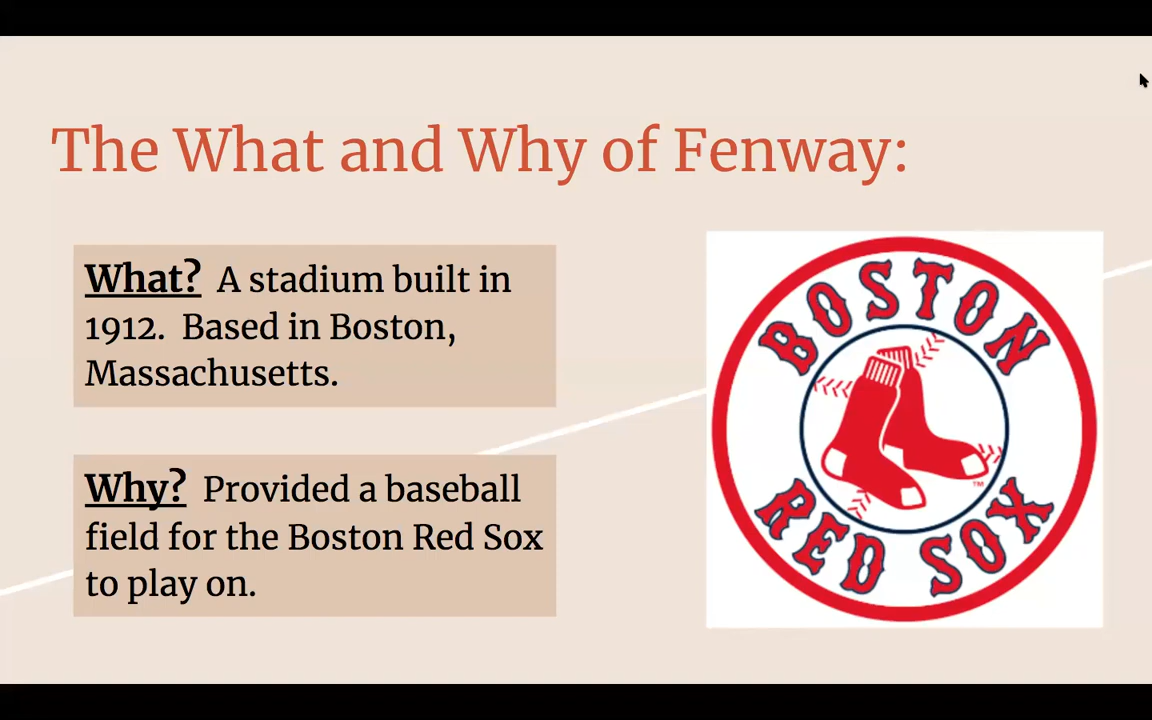 The What and Why of Fenway:
What? A stadium built in
1912. Based in Boston,
Massachusetts.
Why? Provided a baseball
field for the Boston Red Sox
to play on.
BOSTON
RED SOX
TM